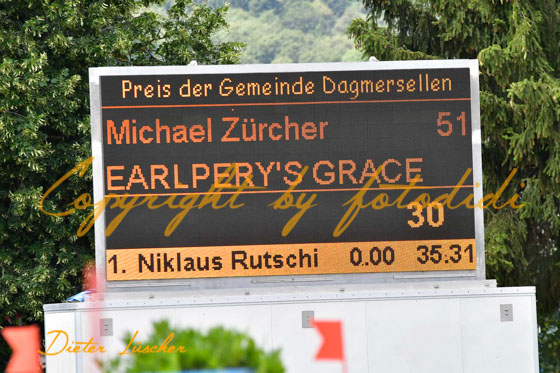 Preis der Gemeinde Dagmersellen
Michael Zürcher 51
EARLPERY'S GRACE
Copyright by fotodidi
30
1. Niklaus Rutschi 0.00 35.31
Dieter Lüscher